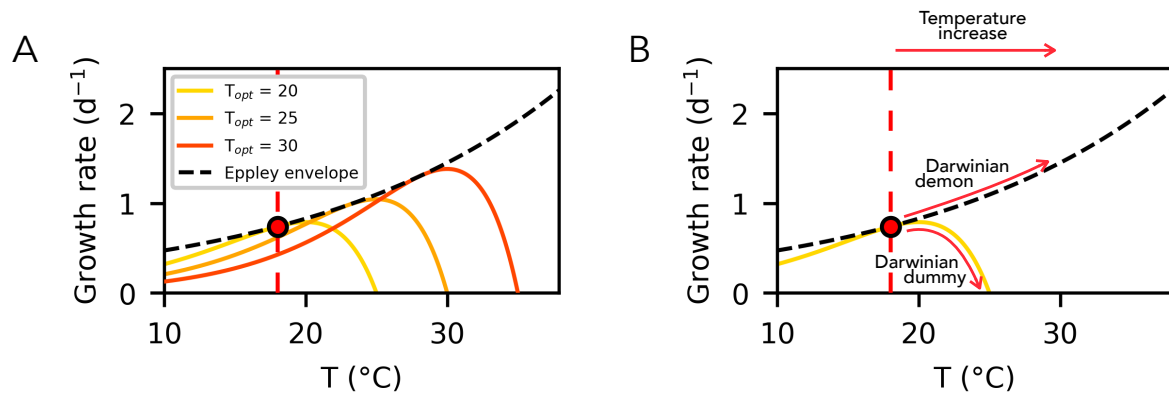 A
Growth rate (d⁻¹)
2
1
0
T_opt = 20
T_opt = 25
T_opt = 30
Eppley envelope
10
20
30
T (°C)
B
Temperature
increase
Growth rate (d⁻¹)
2
1
0
Darwinian
demon
Darwinian
dummy
10
20
30
T (°C)